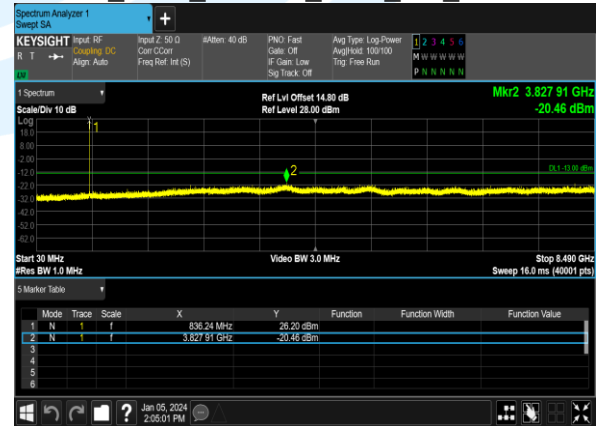 Spectrum Analyzer 1
Swept SA
+
KEYSIGHT Input: RF Input Z: 50 Ω #Atten: 40 dB PNO: Fast Avg Type: Log-Power 1 2 3 4 5 6
R T Coupling: DC Corr CCorr Gate: Off Avg|Hold: 100/100 M W W W W W
Align: Auto Freq Ref: Int (S) IF Gain: Low Trig: Free Run
Sig Track: Off P N N N N N
LXI
1 Spectrum Ref Lvl Offset 14.80 dB Mkr2 3.827 91 GHz
Scale/Div 10 dB Ref Level 28.00 dBm -20.46 dBm
Log
18.0 1
8.00
-2.00
-12.0 2 DL1 -13.00 dBm
-22.0
-32.0
-42.0
-52.0
-62.0
Start 30 MHz Video BW 3.0 MHz Stop 8.490 GHz
#Res BW 1.0 MHz Sweep 16.0 ms (40001 pts)
5 Marker Table
Mode Trace Scale X Y Function Function Width Function Value
1 N 1 f 836.24 MHz 26.20 dBm
2 N 1 f 3.827 91 GHz -20.46 dBm
3
4
5
6
? Jan 05, 2024
2:05:01 PM